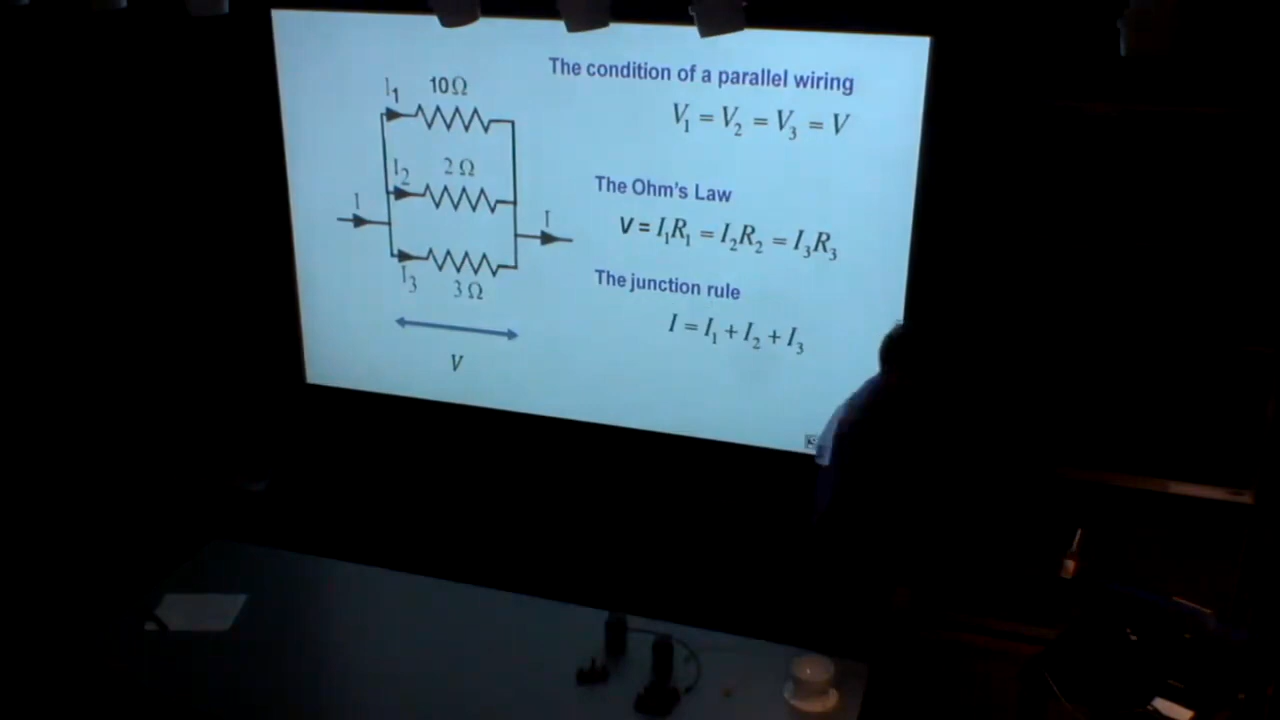 The condition of a parallel wiring
V₁ = V₂ = V₃ = V
I₁
10Ω
I₂
2Ω
I
I
I₃
3Ω
V
The Ohm's Law
V = I₁R₁ = I₂R₂ = I₃R₃
The junction rule
I = I₁ + I₂ + I₃